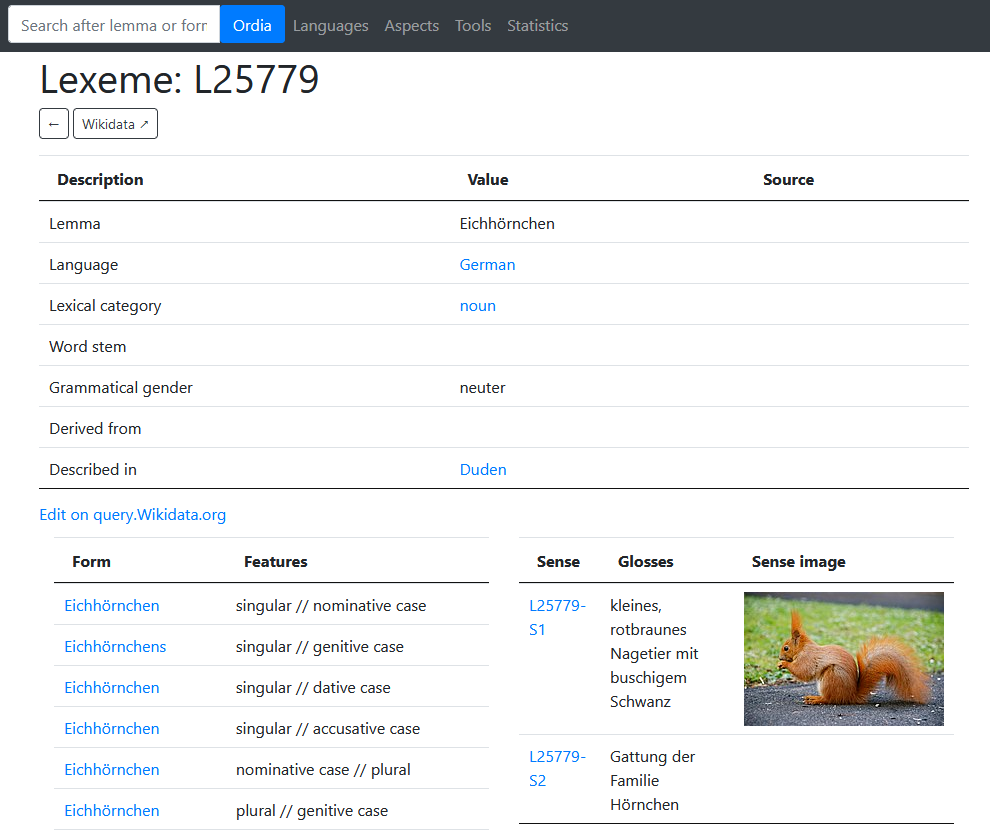 Search after lemma or forr Ordia Languages Aspects Tools Statistics
Lexeme: L25779
← Wikidata ↗
Description Value Source
Lemma Eichhörnchen
Language German
Lexical category noun
Word stem
Grammatical gender neuter
Derived from
Described in Duden
Edit on query.Wikidata.org
Form Features
Eichhörnchen singular // nominative case
Eichhörnchens singular // genitive case
Eichhörnchen singular // dative case
Eichhörnchen singular // accusative case
Eichhörnchen nominative case // plural
Eichhörnchen plural // genitive case
Sense Glosses Sense image
L25779-
S1
kleines,
rotbraunes
Nagetier mit
buschigem
Schwanz
L25779-
S2
Gattung der
Familie
Hörnchen